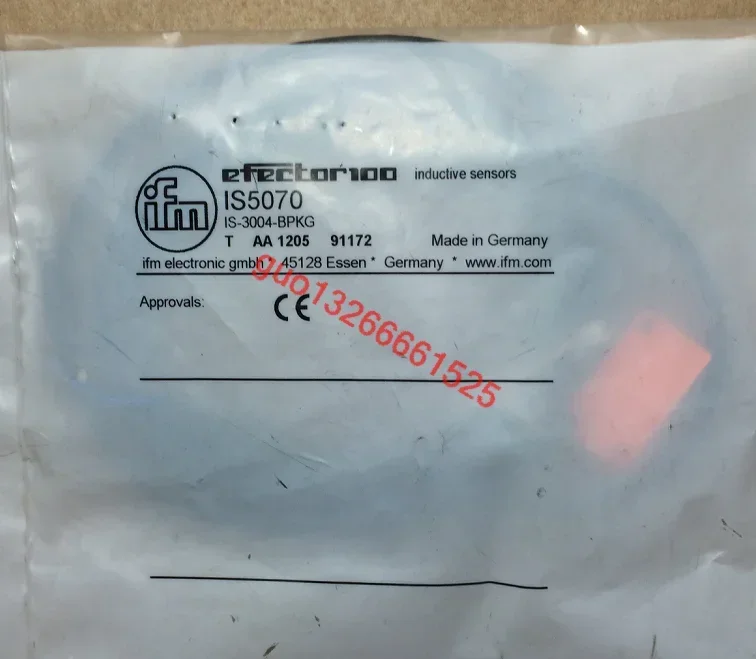 ifm
efector100 inductive sensors
IS5070
IS-3004-BPKG
T AA 1205 91172 Made in Germany
ifm electronic gmbh * 45128 Essen * Germany * www.ifm.com
Approvals: CE
guo13266661525